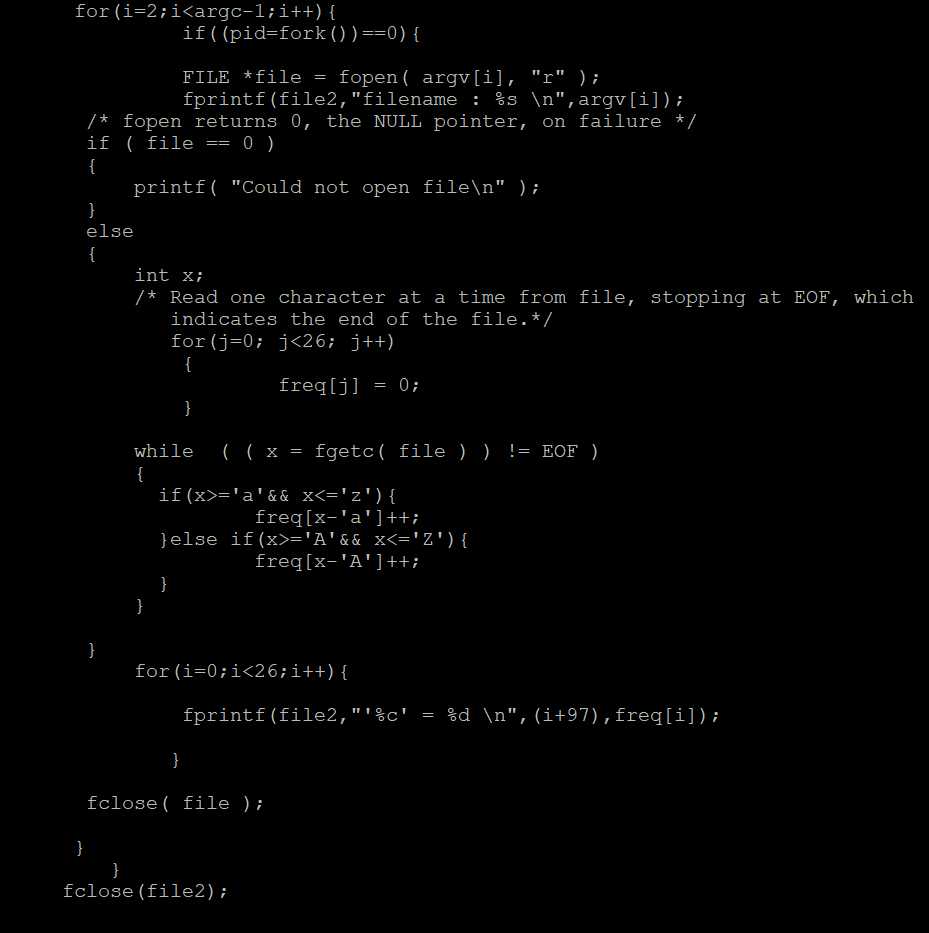 for(i=2;i<argc-1;i++){
if((pid=fork())==0){
FILE *file = fopen( argv[i], "r" );
fprintf(file2,"filename : %s \n",argv[i]);
/* fopen returns 0, the NULL pointer, on failure */
if ( file == 0 )
{
printf( "Could not open file\n" );
}
else
{
int x;
/* Read one character at a time from file, stopping at EOF, which
indicates the end of the file.*/
for(j=0; j<26; j++)
{
freq[j] = 0;
}
while  ( ( x = fgetc( file ) ) != EOF )
{
if(x>='a'&& x<='z'){
freq[x-'a']++;
}else if(x>='A'&& x<='Z'){
freq[x-'A']++;
}
}
}
for(i=0;i<26;i++){
fprintf(file2,"'%c' = %d \n",(i+97),freq[i]);
}
fclose( file );
}
}
fclose(file2);